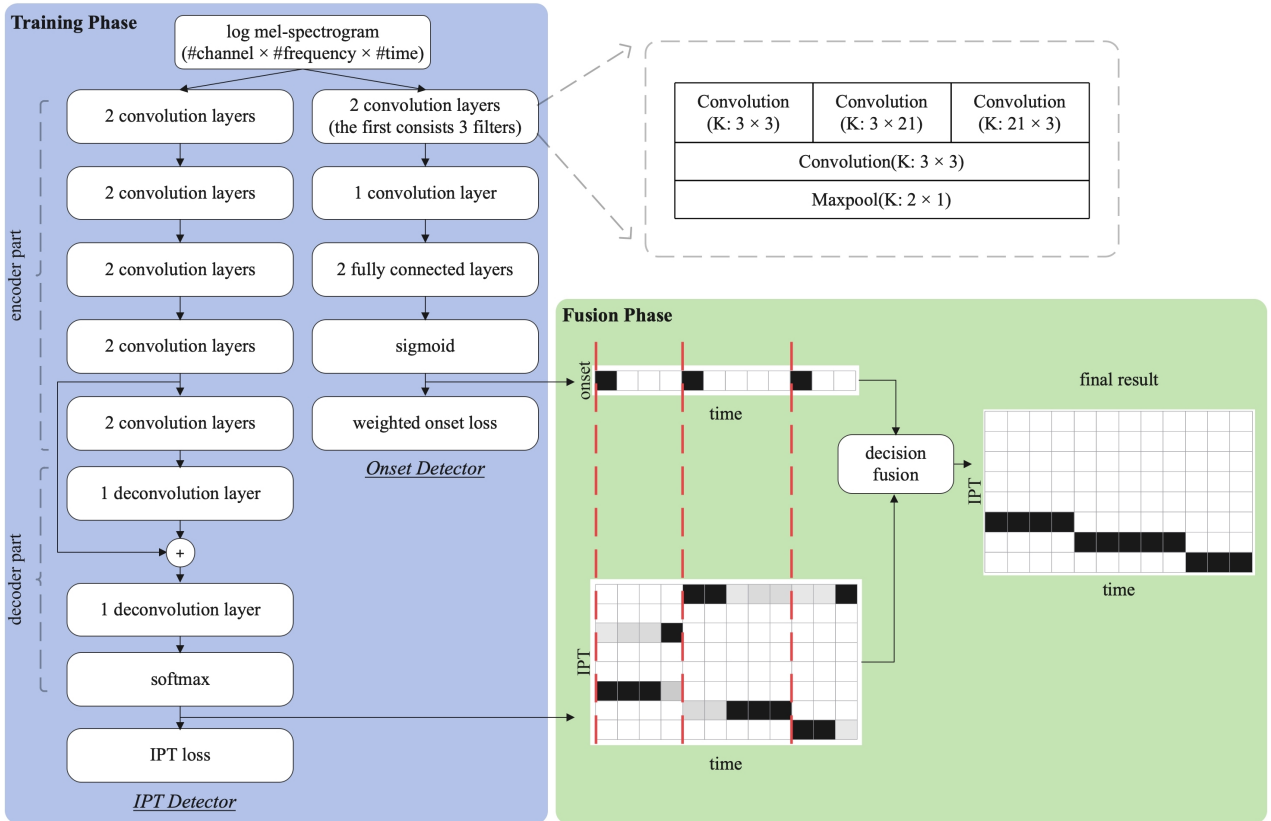 Training Phase
log mel-spectrogram
(#channel × #frequency × #time)
encoder part
2 convolution layers
2 convolution layers
2 convolution layers
2 convolution layers
2 convolution layers
decoder part
1 deconvolution layer
+
1 deconvolution layer
softmax
IPT loss
IPT Detector
2 convolution layers
(the first consists 3 filters)
1 convolution layer
2 fully connected layers
sigmoid
weighted onset loss
Onset Detector
Convolution
(K: 3 × 3)
Convolution
(K: 3 × 21)
Convolution
(K: 21 × 3)
Convolution(K: 3 × 3)
Maxpool(K: 2 × 1)
Fusion Phase
onset
time
IPT
time
decision
fusion
final result
IPT
time